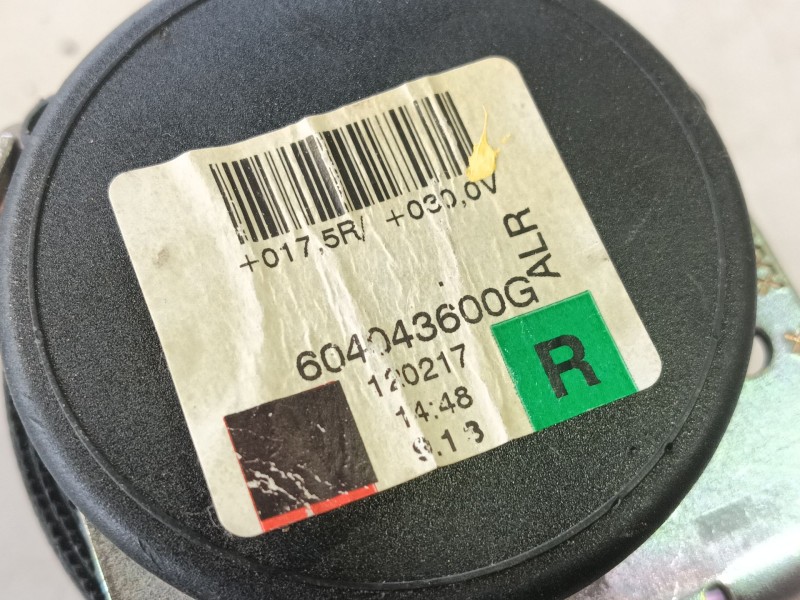 +017,5R/ +030,0V
ALR
604043600G
120217
14:48
R